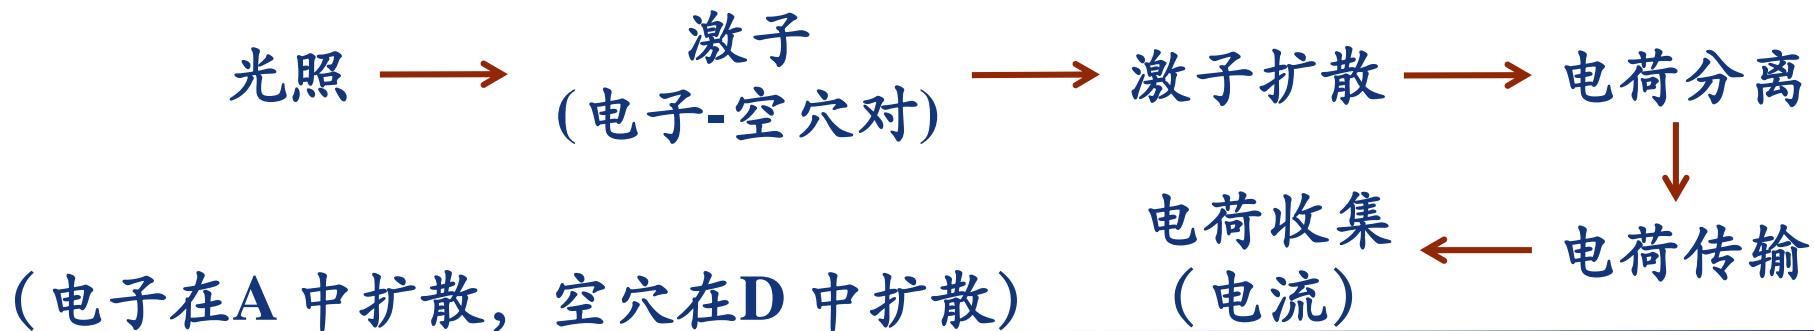 光照
激子
(电子-空穴对)
激子扩散
电荷分离
电荷传输
电荷收集
（电流）
（电子在A 中扩散，空穴在D 中扩散）